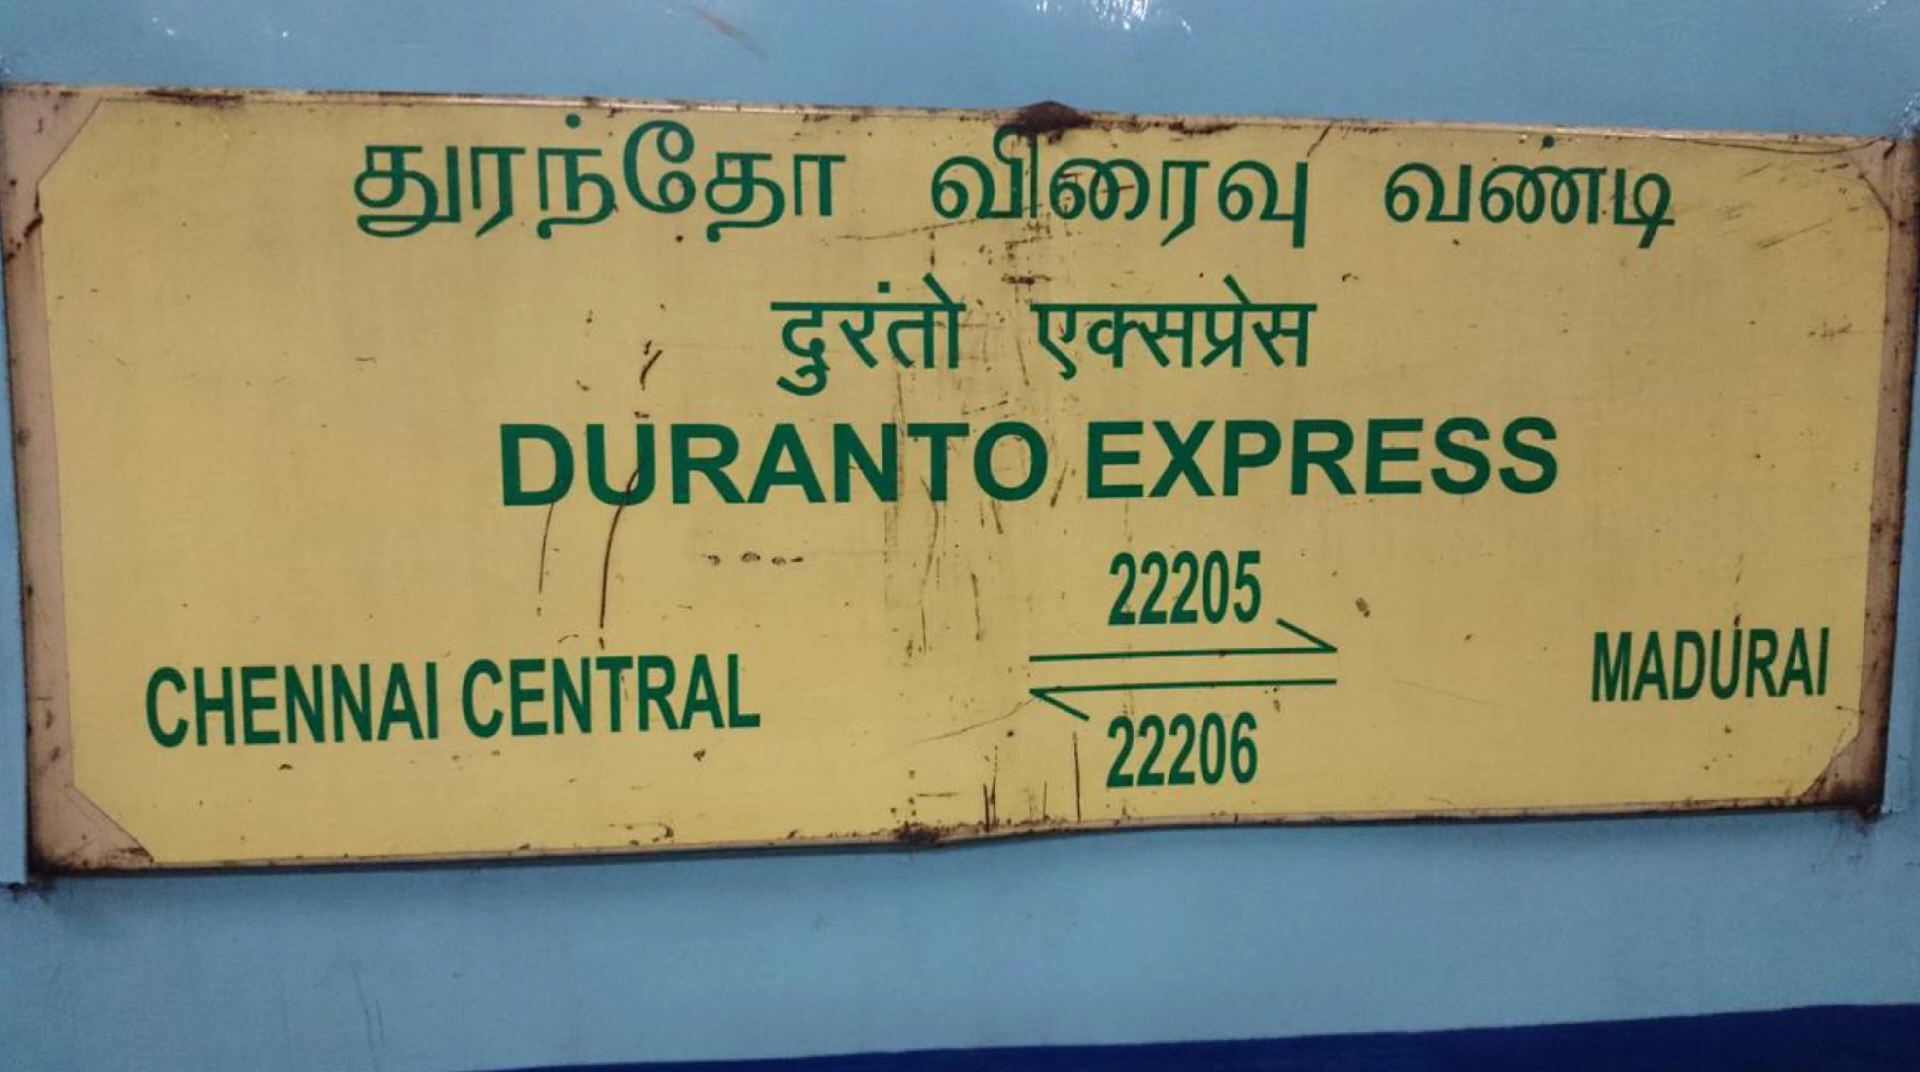 துரந்தோ விரைவு வண்டி
दुरंतो एक्सप्रेस
DURANTO EXPRESS
22205
CHENNAI CENTRAL MADURAI
22206